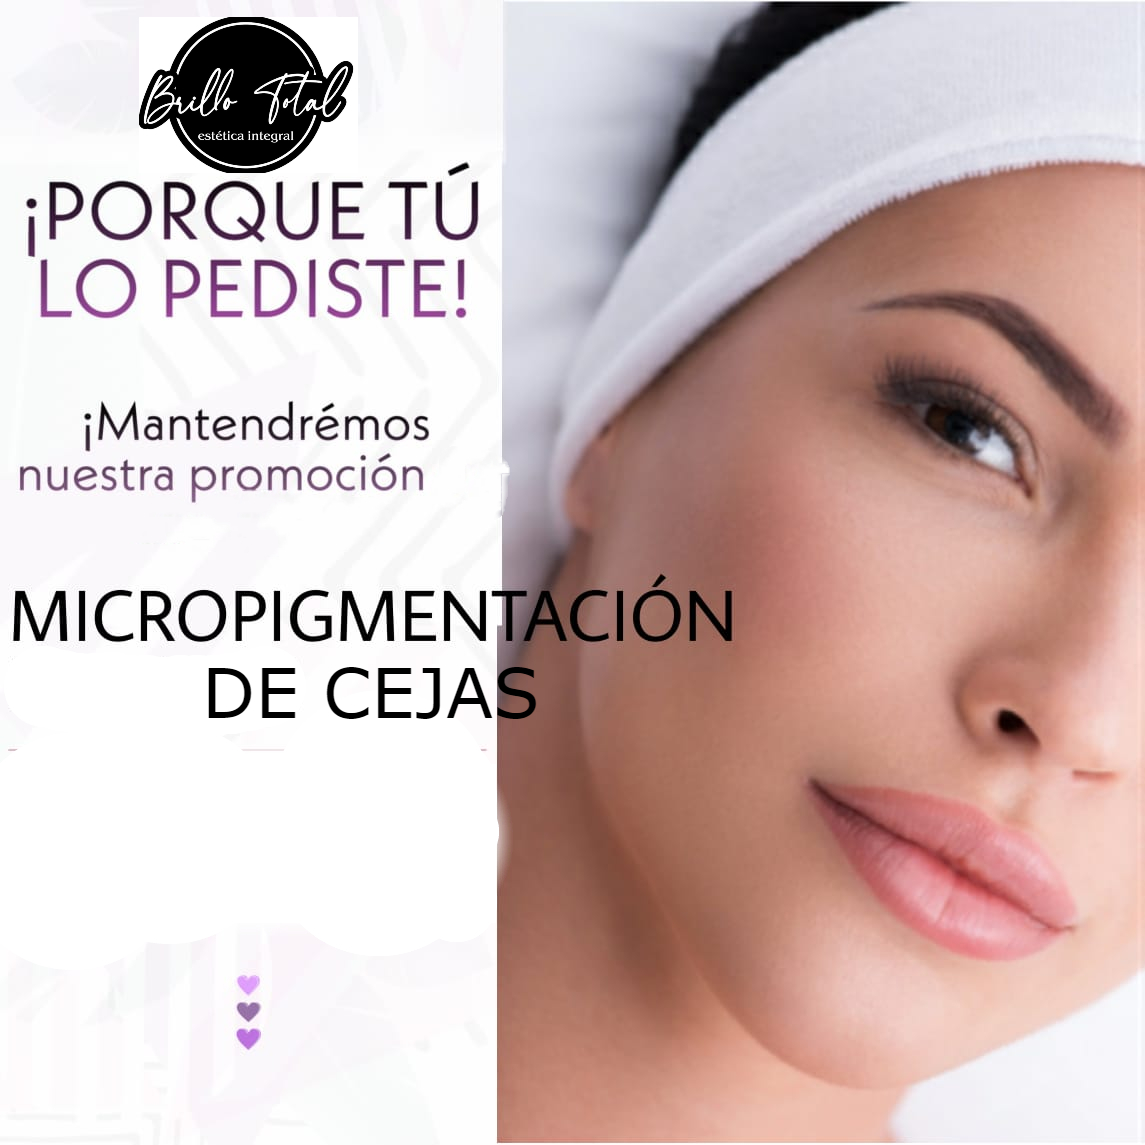 Brillo Total
estética integral
¡PORQUE TÚ
LO PEDISTE!
¡Mantendrémos
nuestra promoción
MICROPIGMENTACIÓN
DE CEJAS